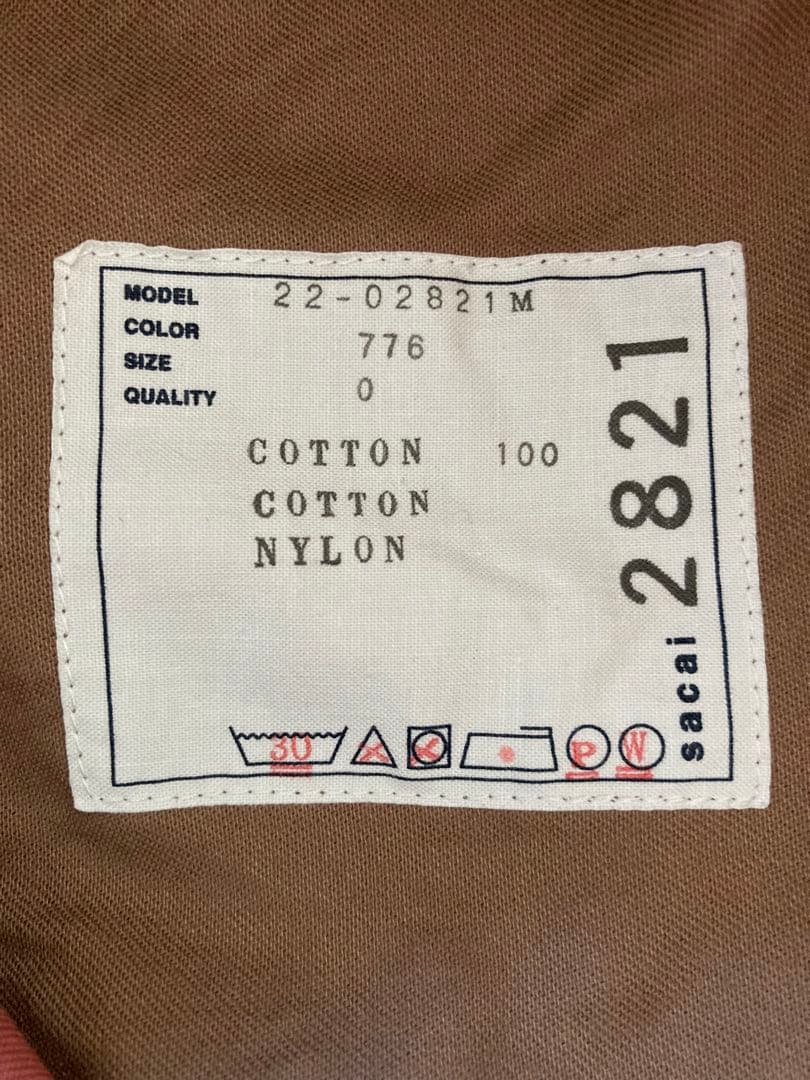 MODEL 22-02821M
COLOR 776
SIZE 0
QUALITY
COTTON 100
COTTON
NYLON
sacai 2821
30
P
W